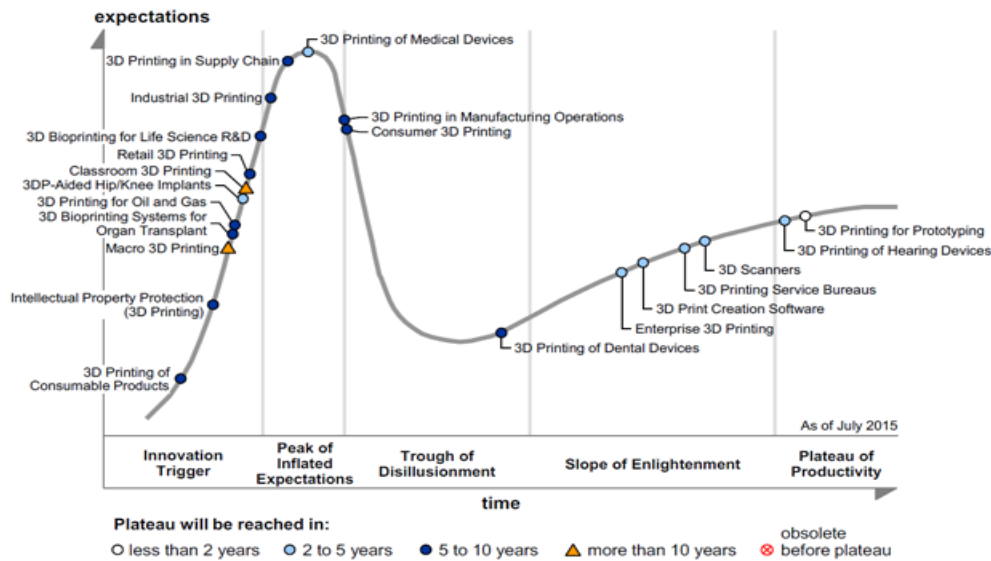 expectations
3D Printing of Medical Devices
3D Printing in Supply Chain
Industrial 3D Printing
3D Printing in Manufacturing Operations
Consumer 3D Printing
3D Bioprinting for Life Science R&D
Retail 3D Printing
Classroom 3D Printing
3DP-Aided Hip/Knee Implants
3D Printing for Oil and Gas
3D Bioprinting Systems for
Organ Transplant
Macro 3D Printing
Intellectual Property Protection
(3D Printing)
3D Printing of
Consumable Products
3D Printing for Prototyping
3D Printing of Hearing Devices
3D Scanners
3D Printing Service Bureaus
3D Print Creation Software
Enterprise 3D Printing
3D Printing of Dental Devices
As of July 2015
Innovation
Trigger
Peak of
Inflated
Expectations
Trough of
Disillusionment
Slope of Enlightenment
Plateau of
Productivity
time
Plateau will be reached in:
less than 2 years
2 to 5 years
5 to 10 years
more than 10 years
obsolete
before plateau